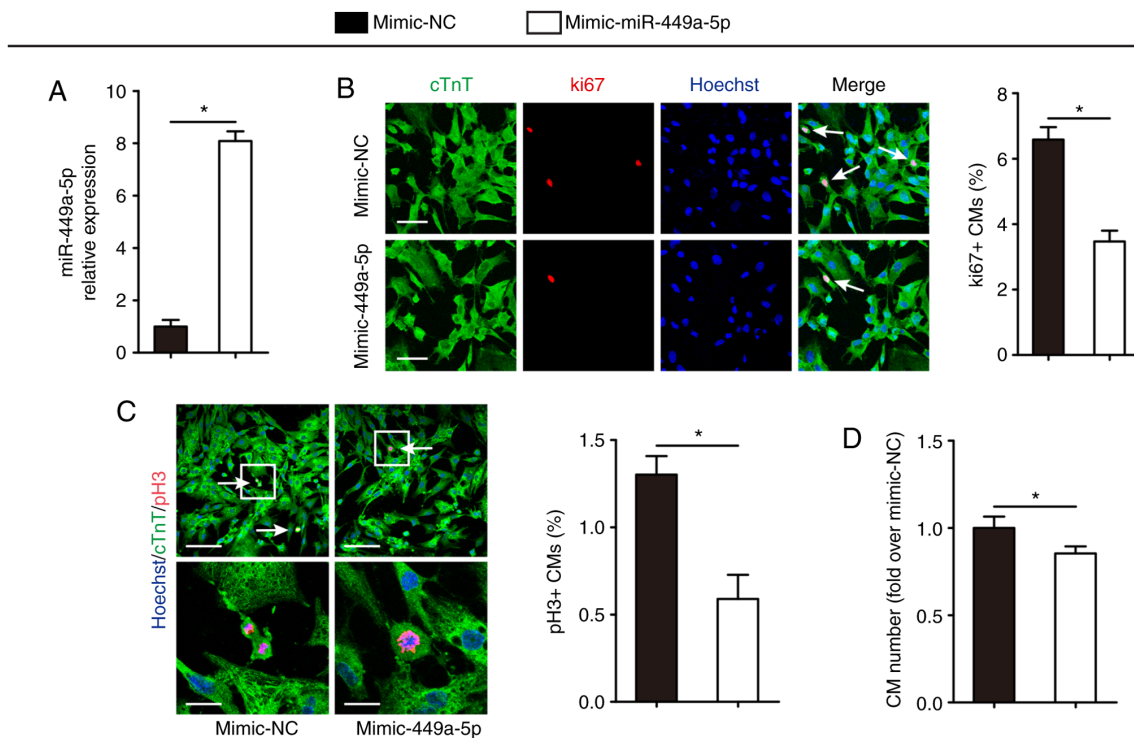 Mimic-NC
Mimic-miR-449a-5p
A
miR-449a-5p
relative expression
10
8
6
4
2
0
*
B
cTnT
ki67
Hoechst
Merge
Mimic-NC
Mimic-449a-5p
ki67+ CMs (%)
8
6
4
2
0
*
C
Hoechst/cTnT/pH3
Mimic-NC
Mimic-449a-5p
pH3+ CMs (%)
1.5
1.0
0.5
0.0
*
D
CM number (fold over mimic-NC)
1.5
1.0
0.5
0.0
*